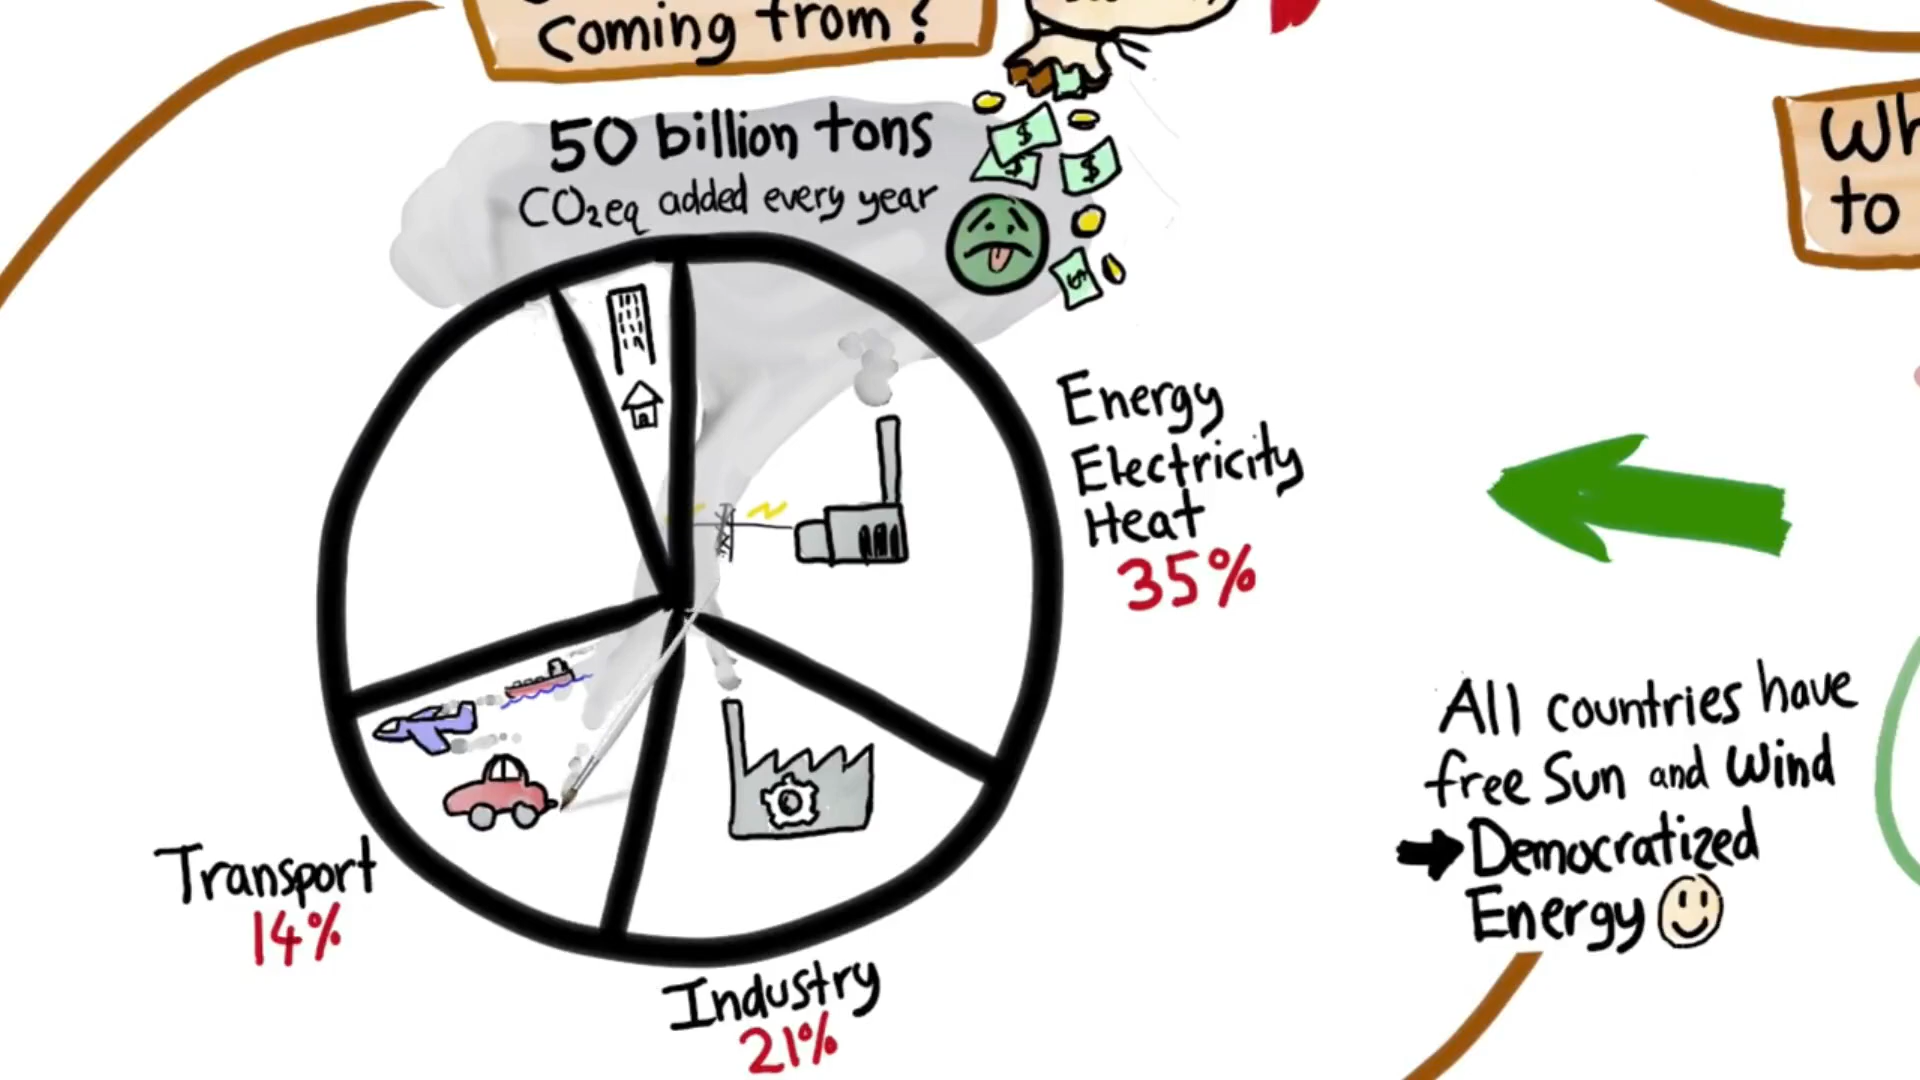 coming from?
50 billion tons
CO₂eq added every year
Energy
Electricity
Heat
35%
Transport
14%
Industry
21%
Wh
to
All countries have
free Sun and Wind
Democratized
Energy